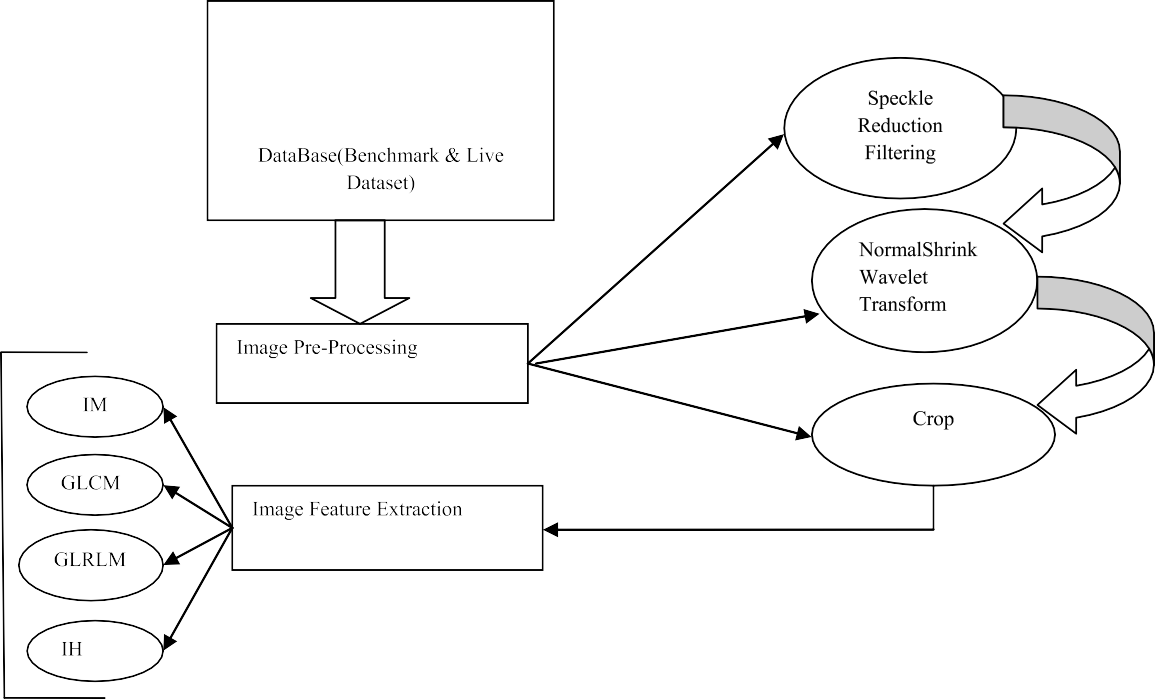 DataBase(Benchmark & Live
Dataset)
Speckle
Reduction
Filtering
NormalShrink
Wavelet
Transform
Image Pre-Processing
Crop
IM
GLCM
GLRLM
IH
Image Feature Extraction